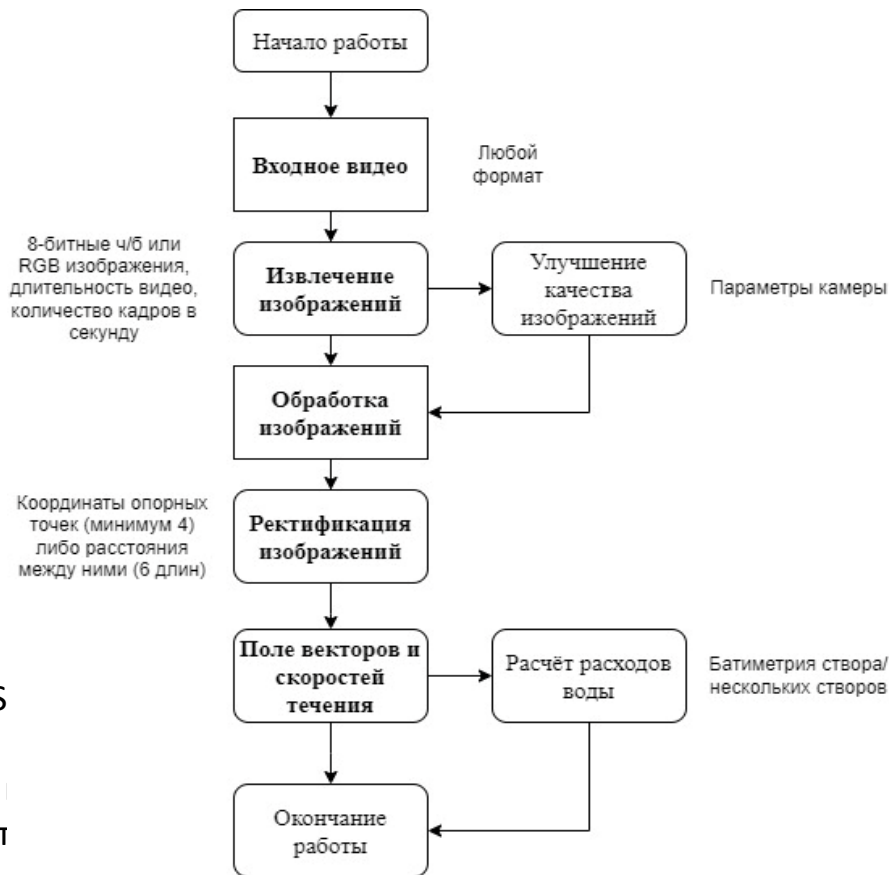 Начало работы
Входное видео
Любой
формат
8-битные ч/б или
RGB изображения,
длительность видео,
количество кадров в
секунду
Извлечение
изображений
Улучшение
качества
изображений
Параметры камеры
Обработка
изображений
Координаты опорных
точек (минимум 4)
либо расстояния
между ними (6 длин)
Ректификация
изображений
Поле векторов и
скоростей
течения
Расчёт расходов
воды
Батиметрия створа/
нескольких створов
S
Окончание
работы